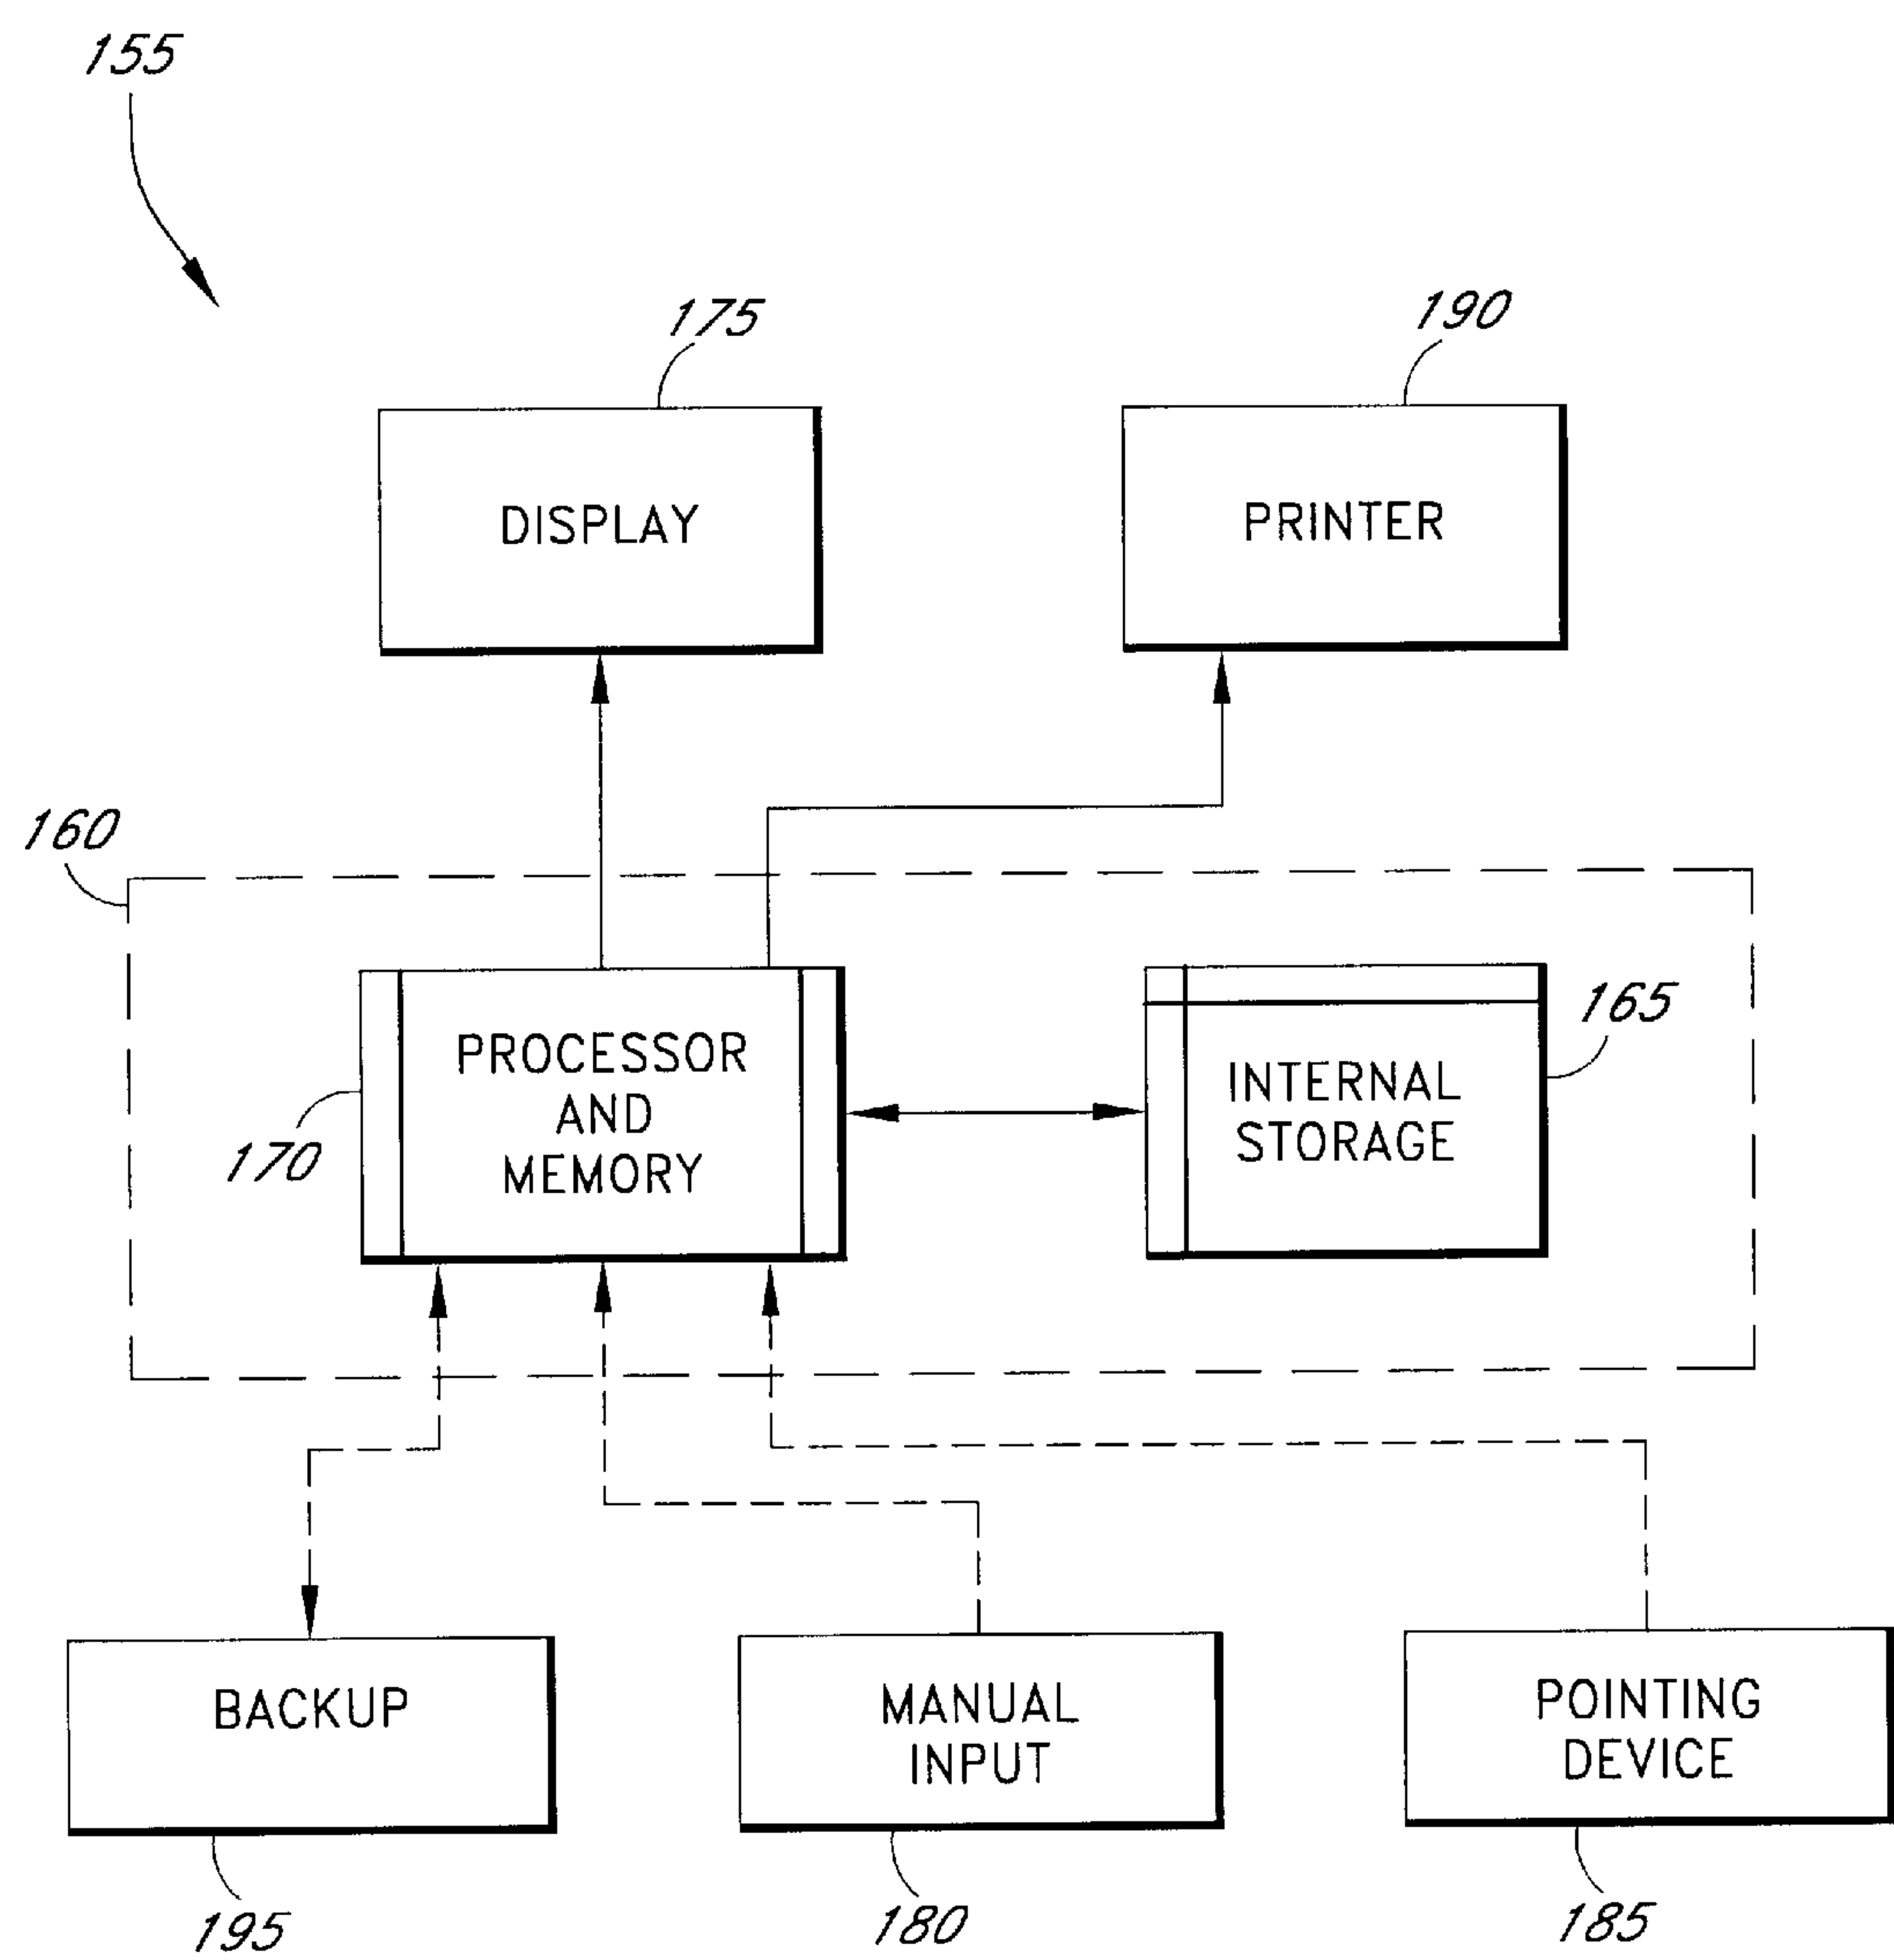 155
175
190
DISPLAY
PRINTER
160
PROCESSOR
AND
MEMORY
170
INTERNAL
STORAGE
165
BACKUP
MANUAL
INPUT
POINTING
DEVICE
195
180
185